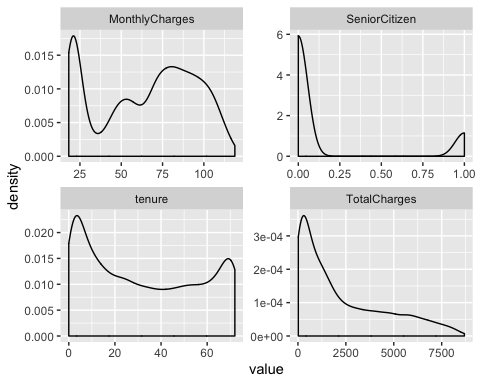 MonthlyCharges
SeniorCitizen
0.015
0.010
0.005
0.000
25 50 75 100
6
4
2
0
0.00 0.25 0.50 0.75 1.00
density
tenure
TotalCharges
0.020
0.015
0.010
0.005
0.000
0 20 40 60
3e-04
2e-04
1e-04
0e+00
0 2500 5000 7500
value